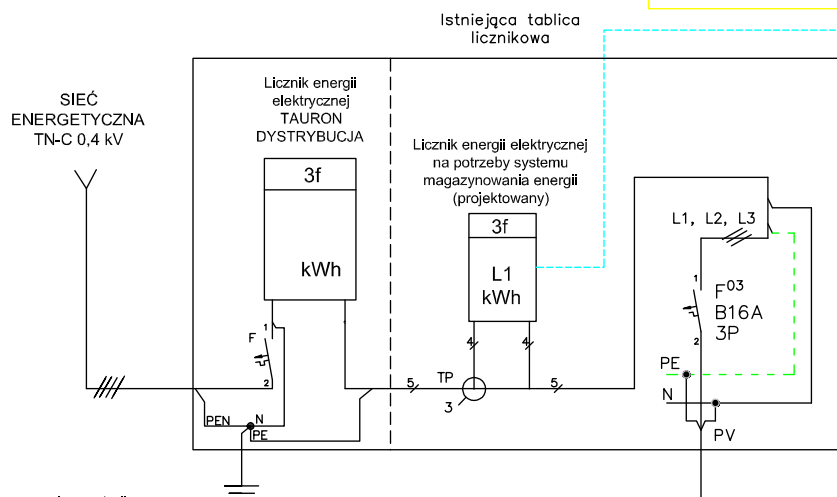 Istniejąca tablica
licznikowa
SIEĆ
ENERGETYCZNA
TN-C 0,4 kV
Licznik energii
elektrycznej
TAURON
DYSTRYBUCJA
3f
kWh
Licznik energii elektrycznej
na potrzeby systemu
magazynowania energii
(projektowany)
3f
L1
kWh
L1, L2, L3
1
F03
B16A
3P
2
1
F
2
4
4
5
TP
5
3
PE
N
PV
PEN
N
PE